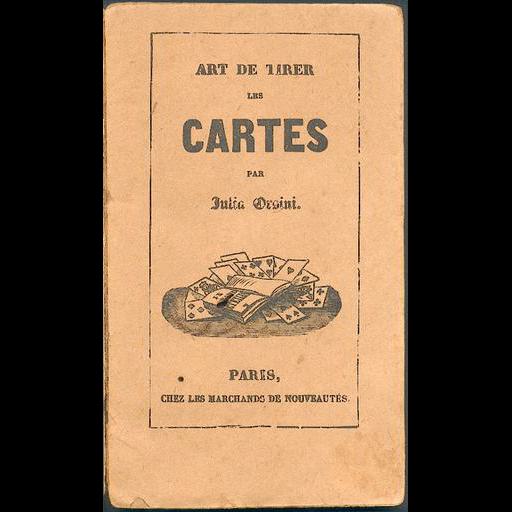 ART DE TIRER
LES
CARTES
PAR
Julia Orsini.
PARIS,
CHEZ LES MARCHANDS DE NOUVEAUTÉS.